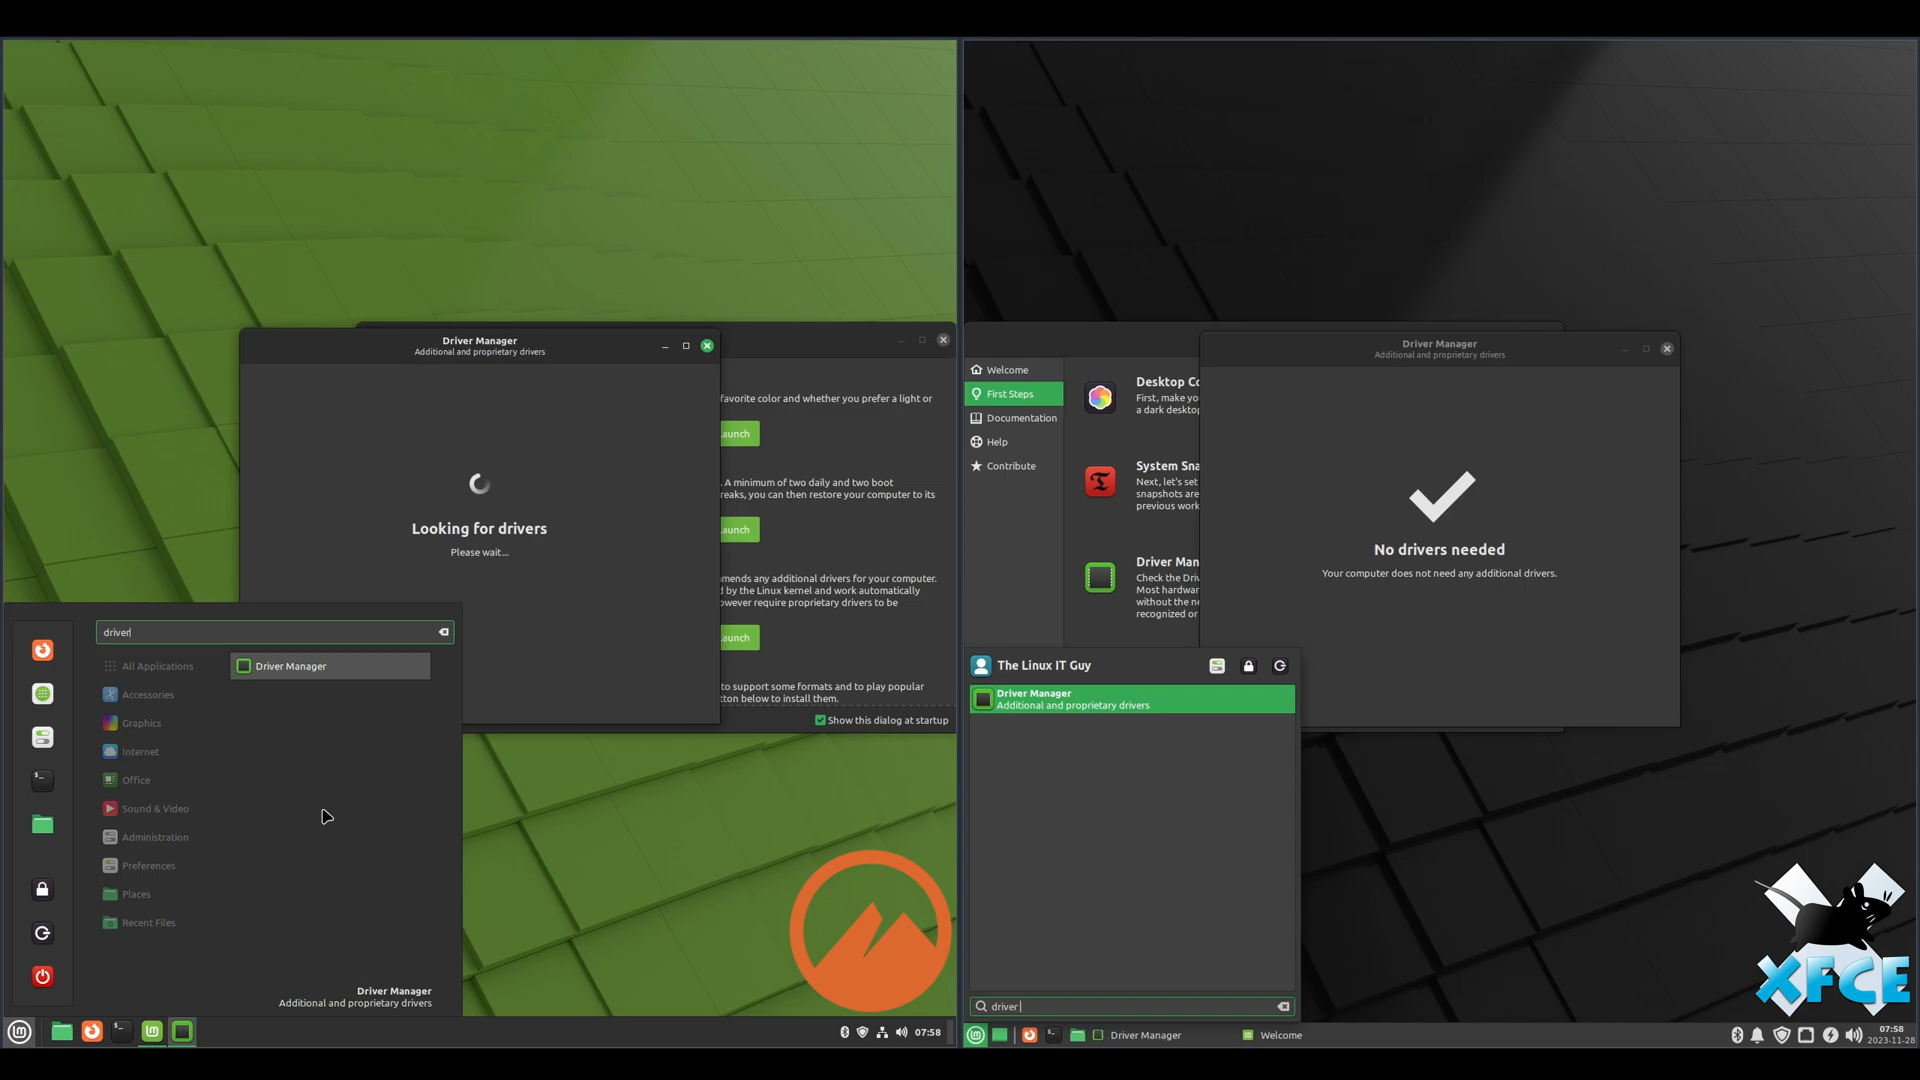 Driver Manager
Additional and proprietary drivers
Looking for drivers
Please wait...
favorite color and whether you prefer a light or
aunch
. A minimum of two daily and two boot
reaks, you can then restore your computer to its
aunch
mends any additional drivers for your computer.
d by the Linux kernel and work automatically
owever require proprietary drivers to be
aunch
to support some formats and to play popular
tton below to install them.
Show this dialog at startup
driver
All Applications
Driver Manager
Accessories
Graphics
Internet
Office
Sound & Video
Administration
Preferences
Places
Recent Files
Driver Manager
Additional and proprietary drivers
07:58
Welcome
First Steps
Documentation
Help
Contribute
Desktop Co
First, make you
a dark desktop
System Sna
Next, let's set
snapshots are
previous work
Driver Man
Check the Driv
Most hardwar
without the ne
recognized or
Driver Manager
Additional and proprietary drivers
No drivers needed
Your computer does not need any additional drivers.
The Linux IT Guy
Driver Manager
Additional and proprietary drivers
driver
XFCE
Driver Manager
Welcome
07:58
2023-11-28